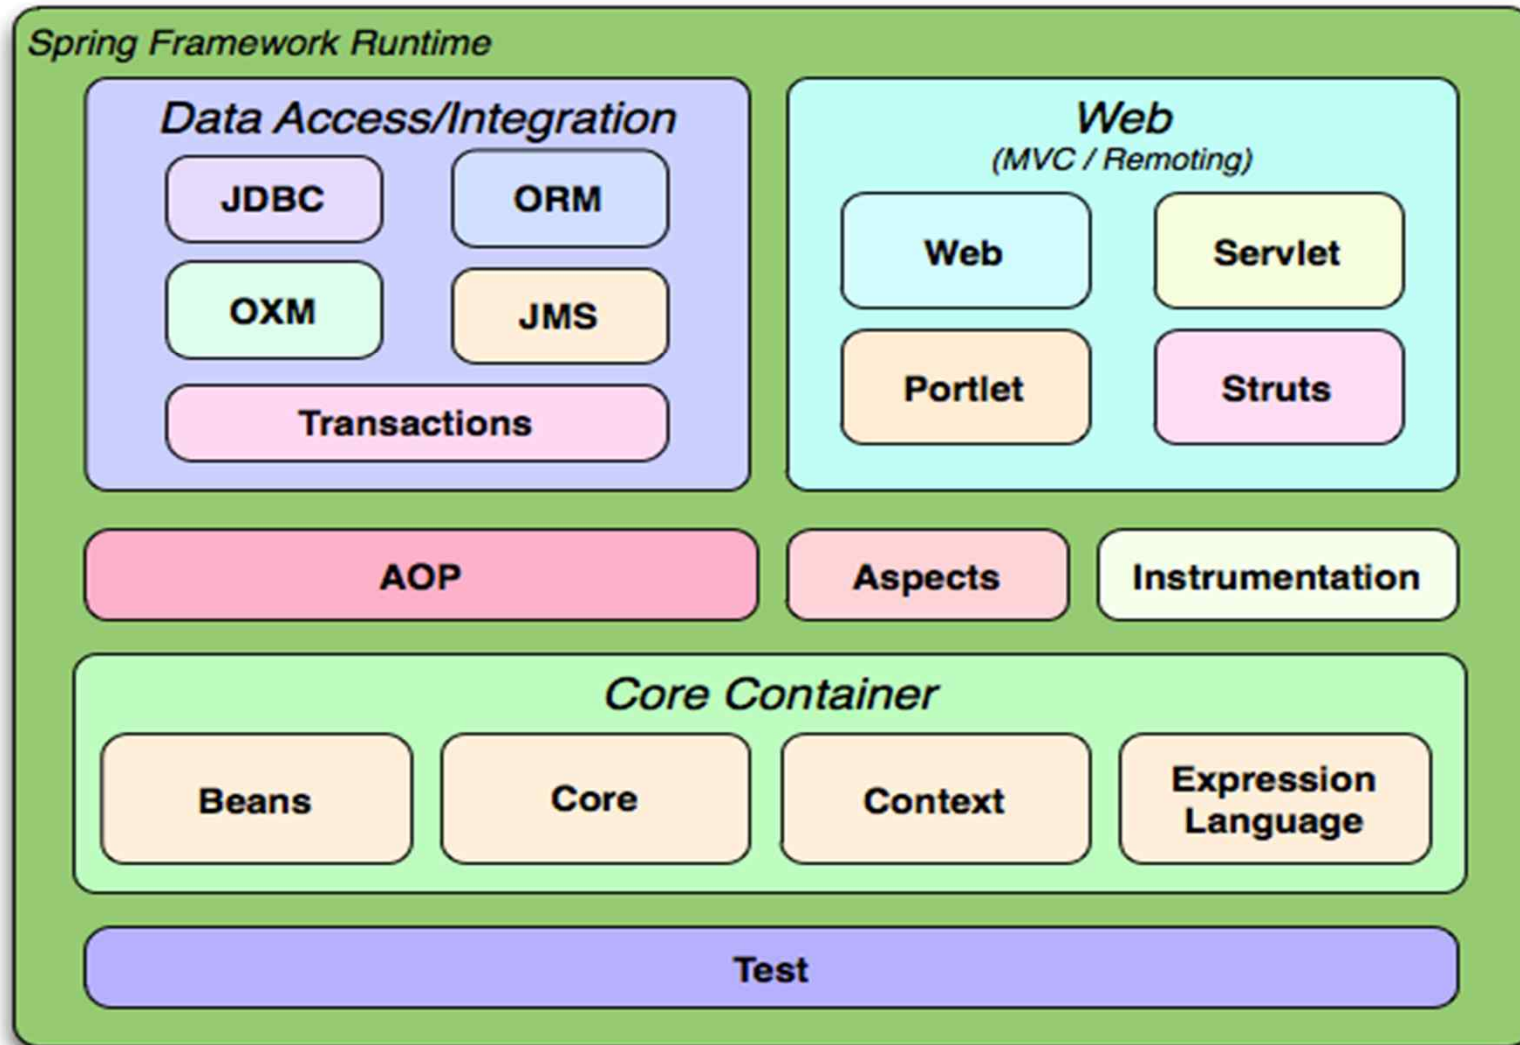 Spring Framework Runtime
Data Access/Integration
JDBC
ORM
OXM
JMS
Transactions
Web
(MVC / Remoting)
Web
Servlet
Portlet
Struts
AOP
Aspects
Instrumentation
Core Container
Beans
Core
Context
Expression
Language
Test